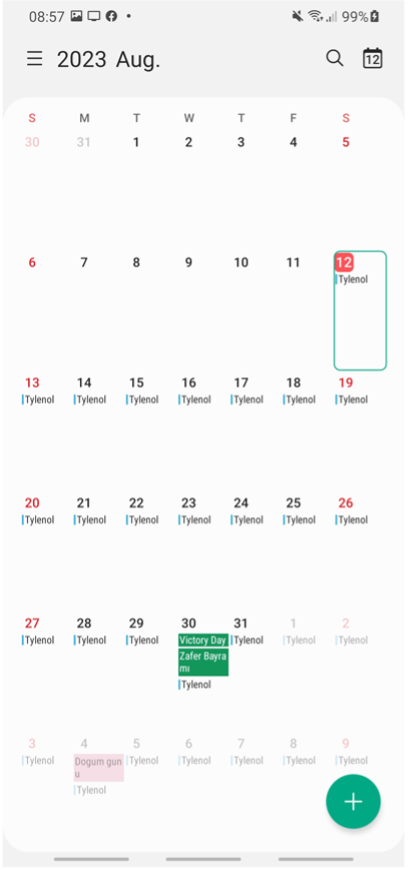 08:57 99%
2023 Aug. 12
S M T W T F S
30 31 1 2 3 4 5
6 7 8 9 10 11 12
Tylenol
13 14 15 16 17 18 19
Tylenol Tylenol Tylenol Tylenol Tylenol Tylenol Tylenol
20 21 22 23 24 25 26
Tylenol Tylenol Tylenol Tylenol Tylenol Tylenol Tylenol
27 28 29 30 31 1 2
Tylenol Tylenol Tylenol Victory Day Tylenol Tylenol Tylenol
Zafer Bayra
mı
Tylenol
3 4 5 6 7 8 9
Tylenol Dogum gun Tylenol Tylenol Tylenol Tylenol Tylenol
u
Tylenol